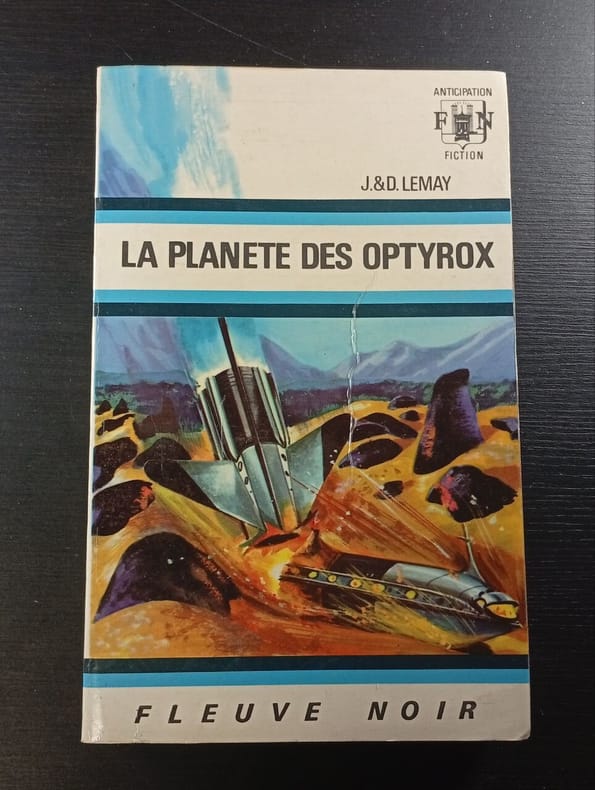 ANTICIPATION
F N
FICTION
J.&D. LEMAY
LA PLANETE DES OPTYROX
FLEUVE NOIR